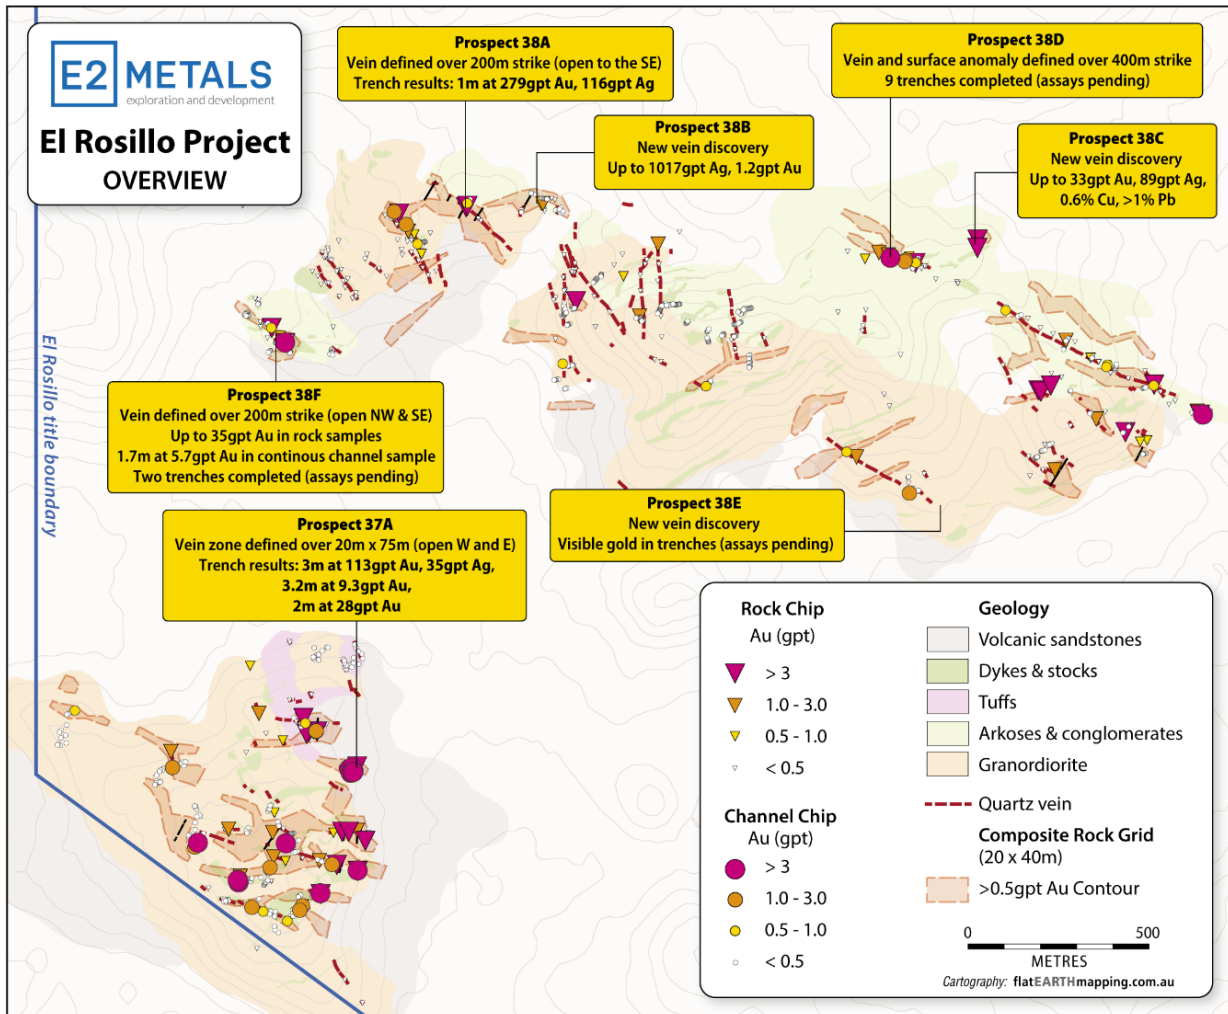 E2 METALS
exploration and development
El Rosillo Project
OVERVIEW
Prospect 38A
Vein defined over 200m strike (open to the SE)
Trench results: 1m at 279gpt Au, 116gpt Ag
Prospect 38D
Vein and surface anomaly defined over 400m strike
9 trenches completed (assays pending)
Prospect 38B
New vein discovery
Up to 1017gpt Ag, 1.2gpt Au
Prospect 38C
New vein discovery
Up to 33gpt Au, 89gpt Ag,
0.6% Cu, >1% Pb
El Rosillo title boundary
Prospect 38F
Vein defined over 200m strike (open NW & SE)
Up to 35gpt Au in rock samples
1.7m at 5.7gpt Au in continous channel sample
Two trenches completed (assays pending)
Prospect 38E
New vein discovery
Visible gold in trenches (assays pending)
Prospect 37A
Vein zone defined over 20m x 75m (open W and E)
Trench results: 3m at 113gpt Au, 35gpt Ag,
3.2m at 9.3gpt Au,
2m at 28gpt Au
Rock Chip
Au (gpt)
> 3
1.0 - 3.0
0.5 - 1.0
< 0.5
Channel Chip
Au (gpt)
> 3
1.0 - 3.0
0.5 - 1.0
< 0.5
Geology
Volcanic sandstones
Dykes & stocks
Tuffs
Arkoses & conglomerates
Granordiorite
Quartz vein
Composite Rock Grid
(20 x 40m)
>0.5gpt Au Contour
0 500
METRES
Cartography: flatEARTHmapping.com.au